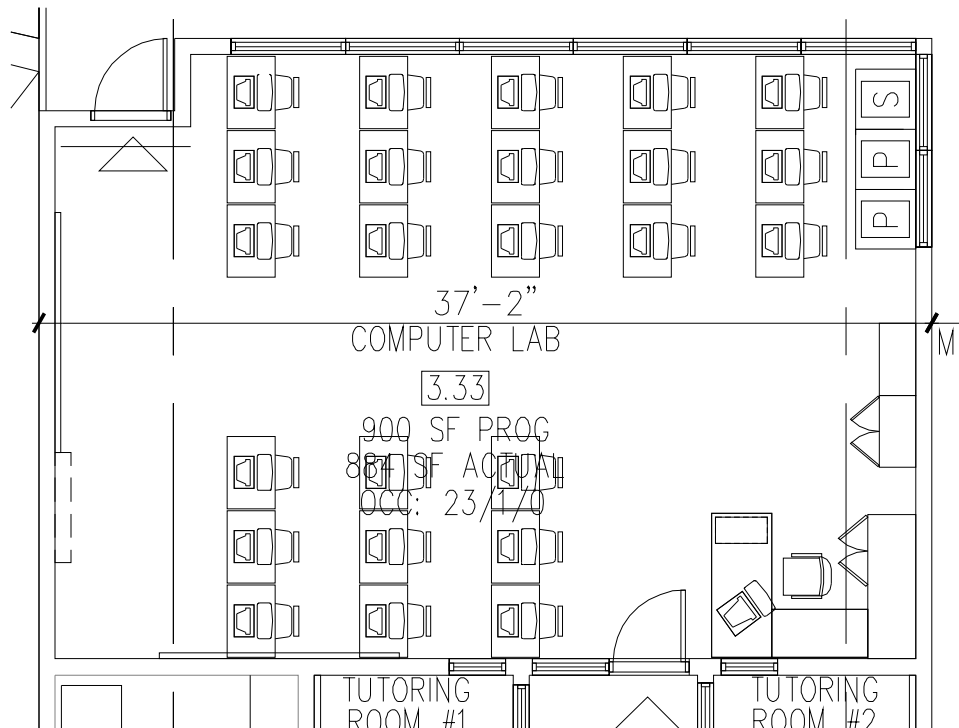 S
P
P
37'-2"
COMPUTER LAB
M
3.33
900 SF PROG
884 SF ACTUAL
OCC: 23/1/0
TUTORING
ROOM #1
TUTORING
ROOM #2